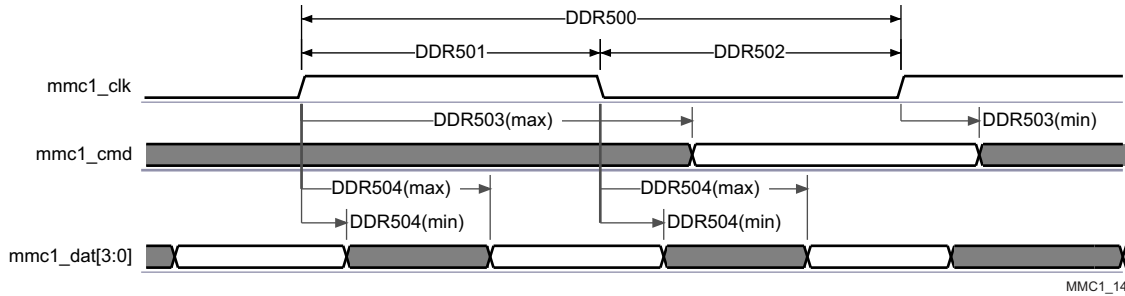 DDR500
DDR501 DDR502
mmc1_clk
DDR503(max) DDR503(min)
mmc1_cmd
DDR504(max) DDR504(max)
DDR504(min) DDR504(min)
mmc1_dat[3:0]
MMC1_14